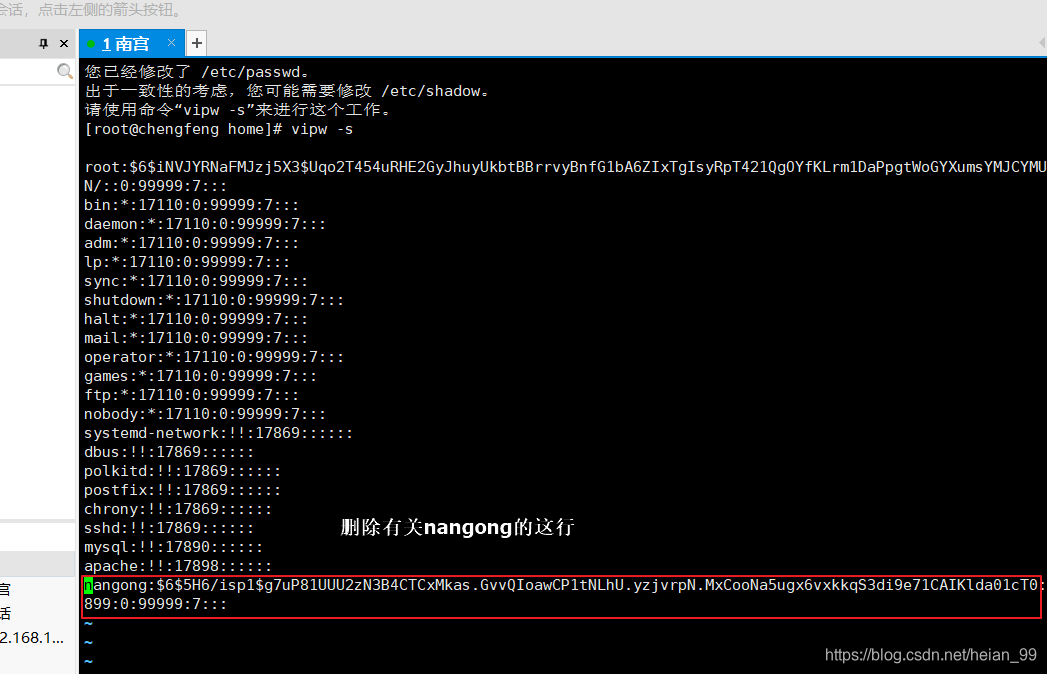 会话，点击左侧的箭头按钮。
1 南宫
您已经修改了 /etc/passwd。
出于一致性的考虑，您可能需要修改 /etc/shadow。
请使用命令“vipw -s”来进行这个工作。
[root@chengfeng home]# vipw -s
root:$6$iNVJYRNaFMJzj5X3$Uqo2T454uRHE2GyJhuyUkbtBBrrvyBnfG1bA6ZIxTgIsyRpT421QgOYfKLrm1DaPpgtWoGYXumsYMJCYMU
N/::0:99999:7:::
bin:*:17110:0:99999:7:::
daemon:*:17110:0:99999:7:::
adm:*:17110:0:99999:7:::
lp:*:17110:0:99999:7:::
sync:*:17110:0:99999:7:::
shutdown:*:17110:0:99999:7:::
halt:*:17110:0:99999:7:::
mail:*:17110:0:99999:7:::
operator:*:17110:0:99999:7:::
games:*:17110:0:99999:7:::
ftp:*:17110:0:99999:7:::
nobody:*:17110:0:99999:7:::
systemd-network:!!:17869::::::
dbus:!!:17869::::::
polkitd:!!:17869::::::
postfix:!!:17869::::::
chrony:!!:17869::::::
sshd:!!:17869::::::
删除有关nangong的这行
mysql:!!:17890::::::
apache:!!:17898::::::
nangong:$6$5H6/isp1$g7uP81UUU2zN3B4CTCxMkas.GvvQIoawCP1tNLhU.yzjvrpN.MxCooNa5ugx6vxkkqS3di9e71CAIKlda01cT0:
899:0:99999:7:::
~
~
~
宫
话
2.168.1...
https://blog.csdn.net/heian_99